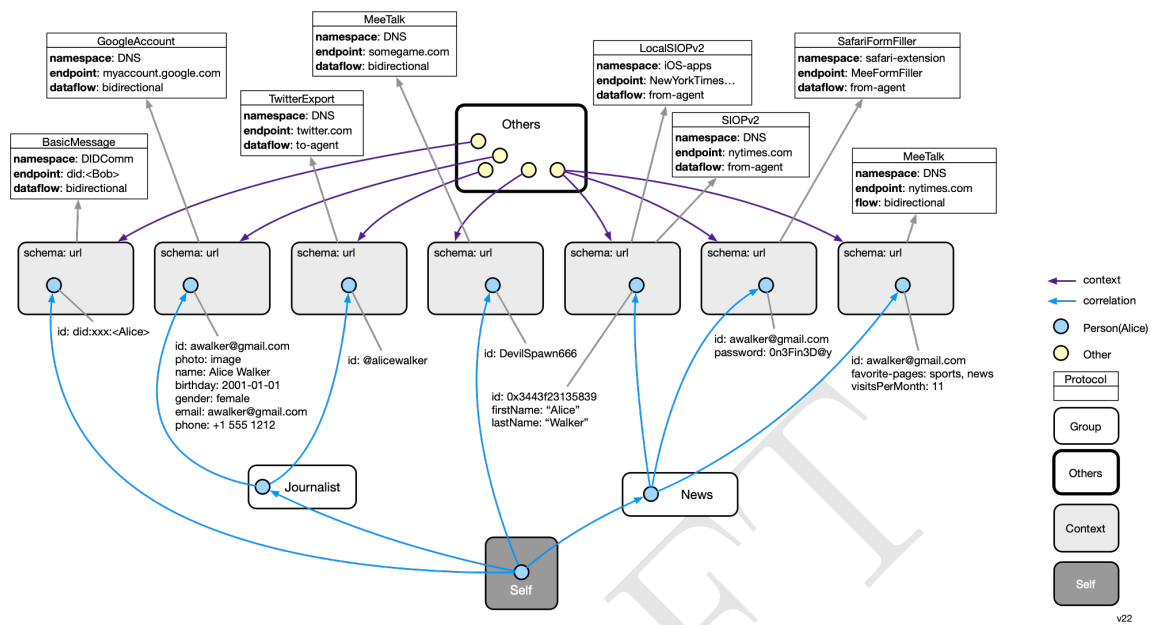 GoogleAccount
namespace: DNS
endpoint: myaccount.google.com
dataflow: bidirectional
MeeTalk
namespace: DNS
endpoint: somegame.com
dataflow: bidirectional
LocalSIOPv2
namespace: iOS-apps
endpoint: NewYorkTimes…
dataflow: from-agent
SafariFormFiller
namespace: safari-extension
endpoint: MeeFormFiller
dataflow: from-agent
BasicMessage
namespace: DIDComm
endpoint: did:<Bob>
dataflow: bidirectional
TwitterExport
namespace: DNS
endpoint: twitter.com
dataflow: to-agent
Others
SIOPv2
namespace: DNS
endpoint: nytimes.com
dataflow: from-agent
MeeTalk
namespace: DNS
endpoint: nytimes.com
flow: bidirectional
schema: url
schema: url
schema: url
schema: url
schema: url
schema: url
schema: url
id: did:xxx:<Alice>
id: awalker@gmail.com
photo: image
name: Alice Walker
birthday: 2001-01-01
gender: female
email: awalker@gmail.com
phone: +1 555 1212
id: @alicewalker
id: DevilSpawn666
id: 0x3443f23135839
firstName: “Alice”
lastName: “Walker”
id: awalker@gmail.com
password: 0n3Fin3D@y
id: awalker@gmail.com
favorite-pages: sports, news
visitsPerMonth: 11
Journalist
News
Self
context
correlation
Person(Alice)
Other
Protocol
Group
Others
Context
Self
v22
FT